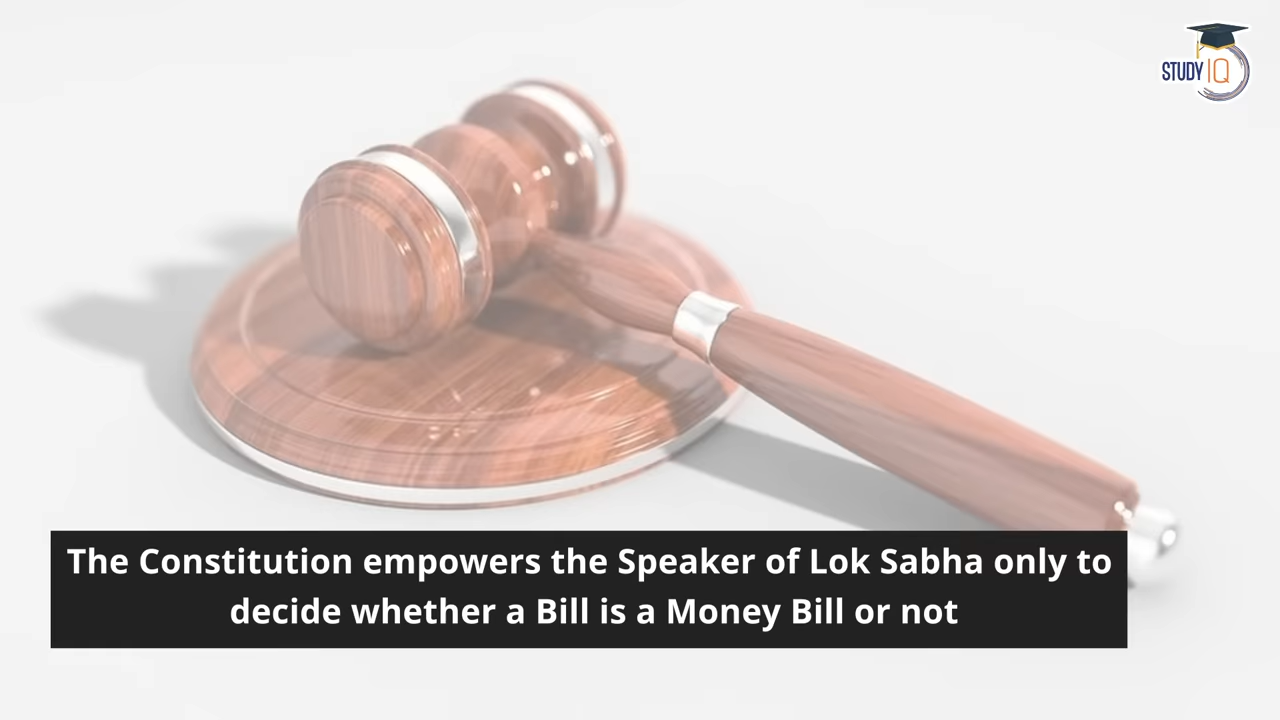 STUDY IQ
The Constitution empowers the Speaker of Lok Sabha only to
decide whether a Bill is a Money Bill or not